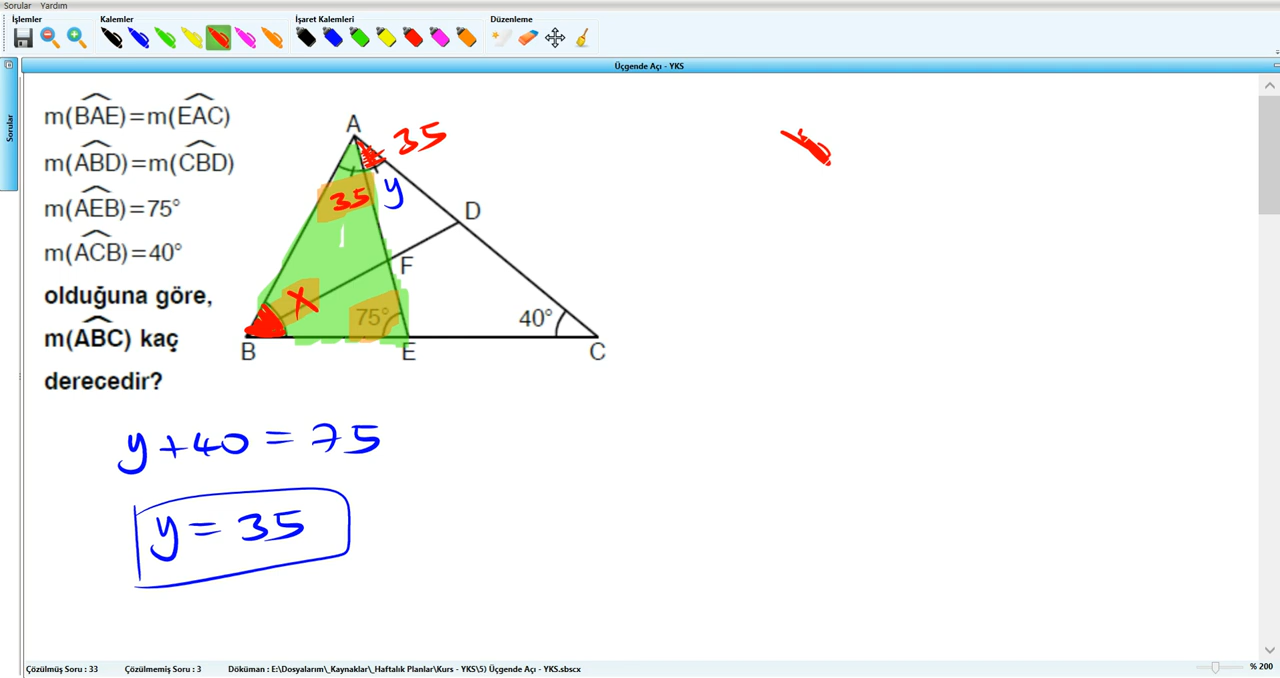 Sorular Yardım
İşlemler Kalemler İşaret Kalemleri Düzenleme
Üçgende Açı - YKS
Sorular
m(BAE)=m(EAC)
m(ABD)=m(CBD)
m(AEB)=75°
m(ACB)=40°
olduğuna göre,
m(ABC) kaç
derecedir?
A
35
35
y
D
F
x
75°
40°
B
E
C
y+40=75
y=35
Çözülmüş Soru : 33 Çözülmemiş Soru : 3 Döküman : E:\Dosyalarım\_Kaynaklar\_Haftalık Planlar\Kurs - YKS\5) Üçgende Açı - YKS.sbscx % 200